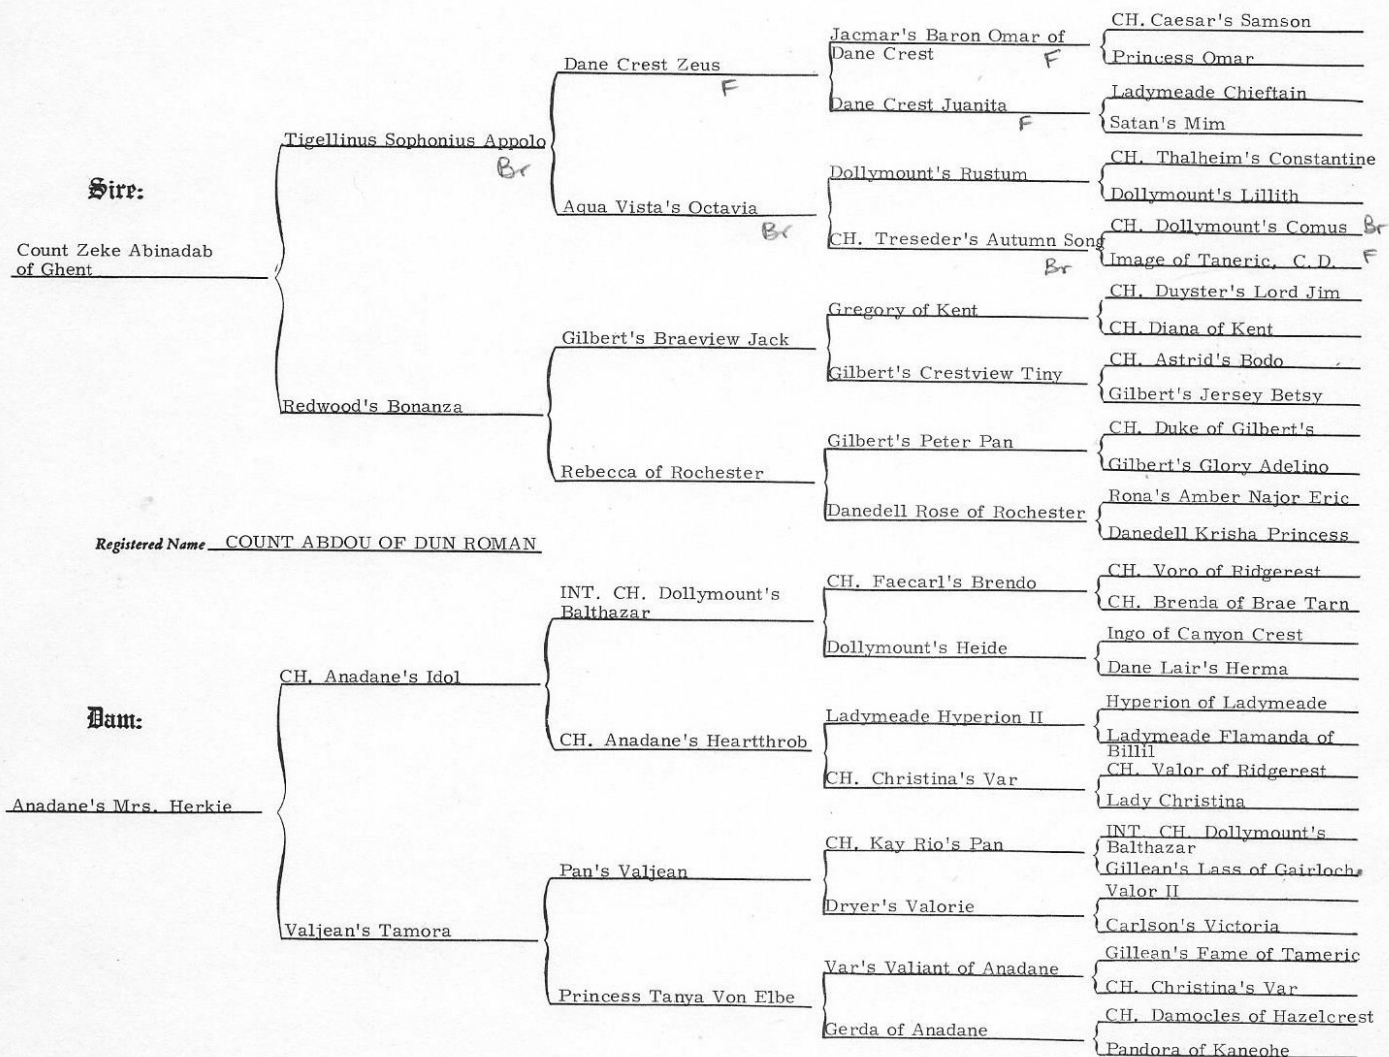 CH. Caesar's Samson
Jacmar's Baron Omar of
Dane Crest
F
Princess Omar
Dane Crest Zeus
F
Ladymeade Chieftain
Dane Crest Juanita
F
Satan's Mim
Tigellinus Sophonius Appolo
Br
CH. Thalheim's Constantine
Dollymount's Rustum
Dollymount's Lillith
Sire:
Aqua Vista's Octavia
Br
CH. Dollymount's Comus Br
CH. Treseder's Autumn Song
Br
Image of Taneric, C.D. F
Count Zeke Abinadab
of Ghent
CH. Duyster's Lord Jim
Gregory of Kent
CH. Diana of Kent
Gilbert's Braeview Jack
CH. Astrid's Bodo
Gilbert's Crestview Tiny
Gilbert's Jersey Betsy
Redwood's Bonanza
CH. Duke of Gilbert's
Gilbert's Peter Pan
Gilbert's Glory Adelino
Rebecca of Rochester
Rona's Amber Najor Eric
Danedell Rose of Rochester
Danedell Krisha Princess
Registered Name COUNT ABDOU OF DUN ROMAN
CH. Voro of Ridgerest
CH. Faecarl's Brendo
CH. Brenda of Brae Tarn
INT. CH. Dollymount's
Balthazar
Ingo of Canyon Crest
Dollymount's Heide
Dane Lair's Herma
CH. Anadane's Idol
Hyperion of Ladymeade
Ladymeade Hyperion II
Ladymeade Flamanda of
Billil
Dam:
CH. Anadane's Heartthrob
CH. Valor of Ridgerest
CH. Christina's Var
Lady Christina
Anadane's Mrs. Herkie
INT. CH. Dollymount's
Balthazar
CH. Kay Rio's Pan
Gillean's Lass of Gairloch
Pan's Valjean
Valor II
Dryer's Valorie
Carlson's Victoria
Valjean's Tamora
Gillean's Fame of Tameric
Var's Valiant of Anadane
CH. Christina's Var
Princess Tanya Von Elbe
CH. Damocles of Hazelcrest
Gerda of Anadane
Pandora of Kaneohe